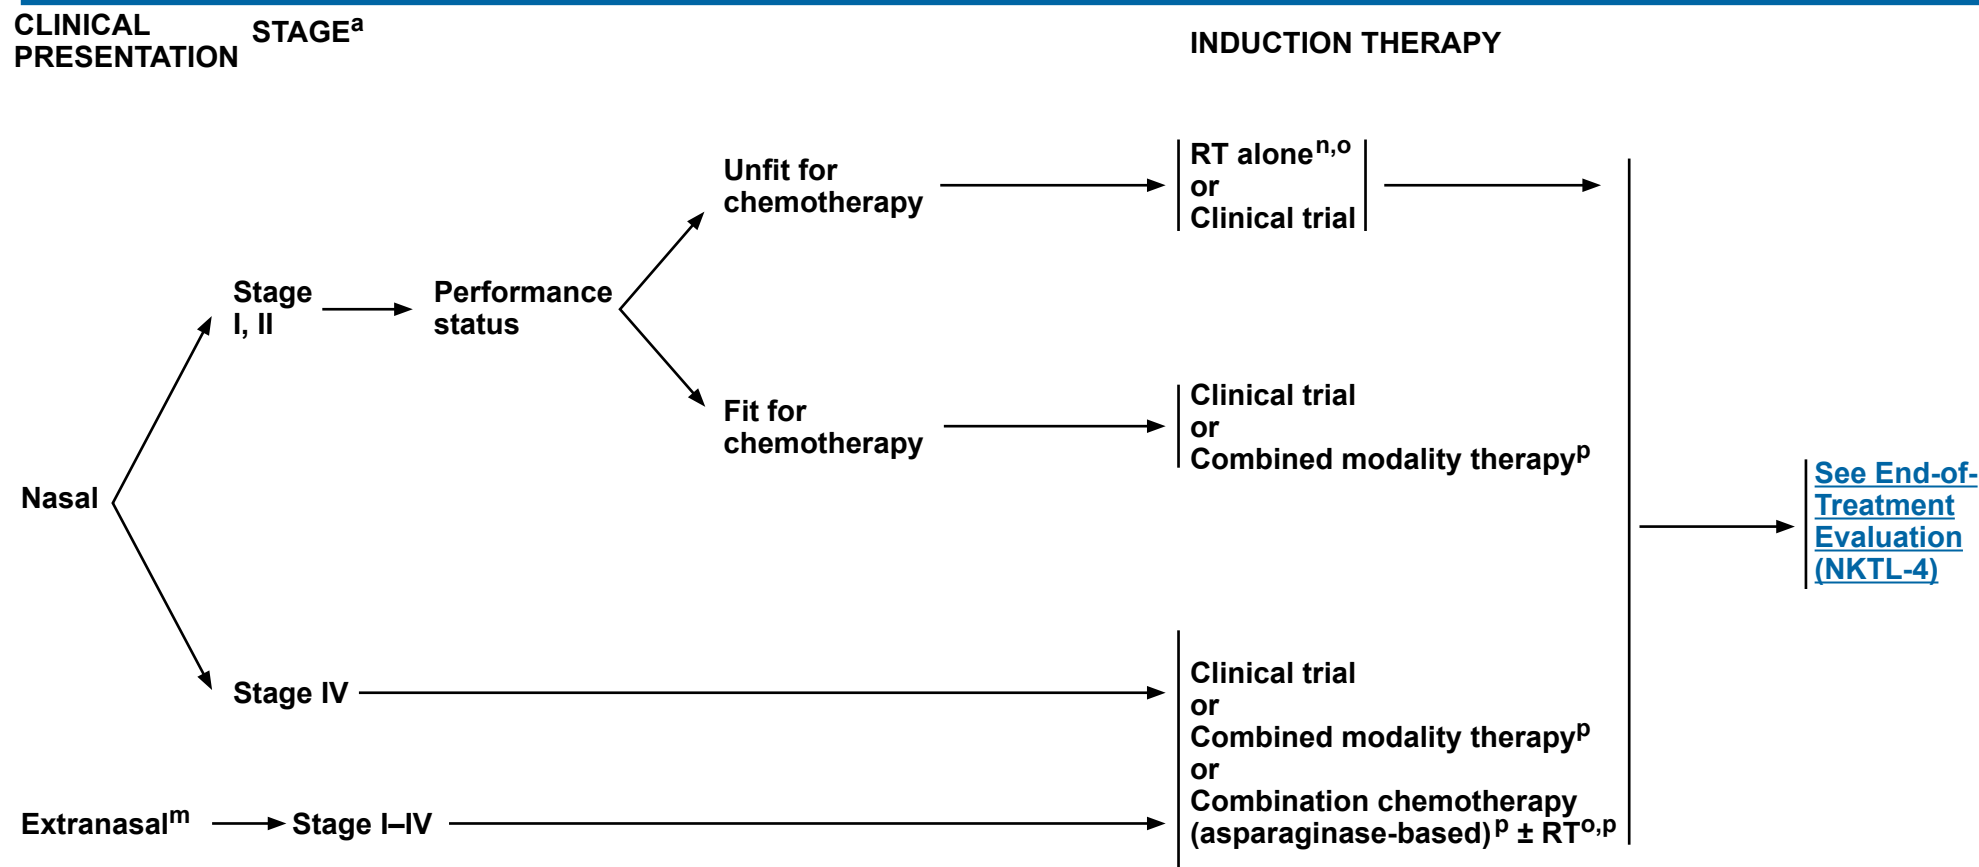 CLINICAL
PRESENTATION
STAGEa
INDUCTION THERAPY
Unfit for
chemotherapy
RT alonen,o
or
Clinical trial
Stage
I, II
Performance
status
Fit for
chemotherapy
Clinical trial
or
Combined modality therapyp
Nasal
See End-of-
Treatment
Evaluation
(NKTL-4)
Stage IV
Clinical trial
or
Combined modality therapyp
or
Combination chemotherapy
(asparaginase-based)p ± RTo,p
Extranasalm
Stage I–IV